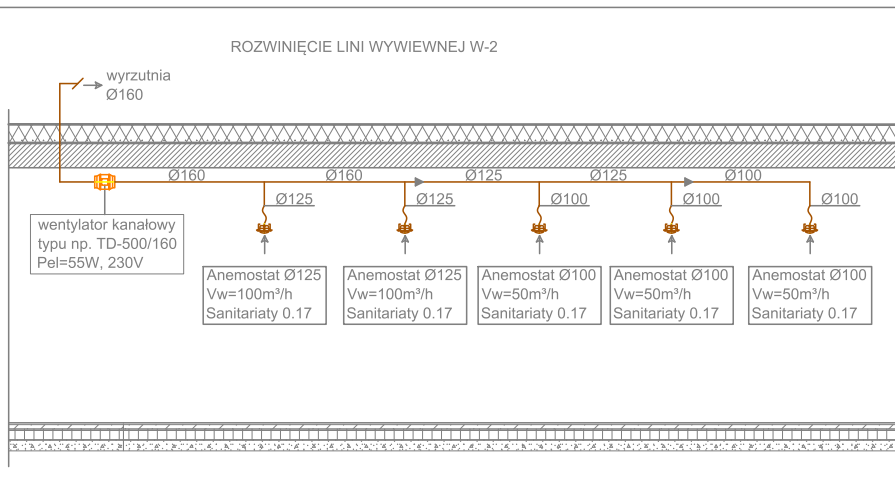 ROZWINIĘCIE LINI WYWIEWNEJ W-2
wyrzutnia
Ø160
Ø160
Ø160
Ø125
Ø125
Ø100
Ø125
Ø125
Ø100
Ø100
Ø100
wentylator kanałowy
typu np. TD-500/160
Pel=55W, 230V
Anemostat Ø125
Vw=100m³/h
Sanitariaty 0.17
Anemostat Ø125
Vw=100m³/h
Sanitariaty 0.17
Anemostat Ø100
Vw=50m³/h
Sanitariaty 0.17
Anemostat Ø100
Vw=50m³/h
Sanitariaty 0.17
Anemostat Ø100
Vw=50m³/h
Sanitariaty 0.17